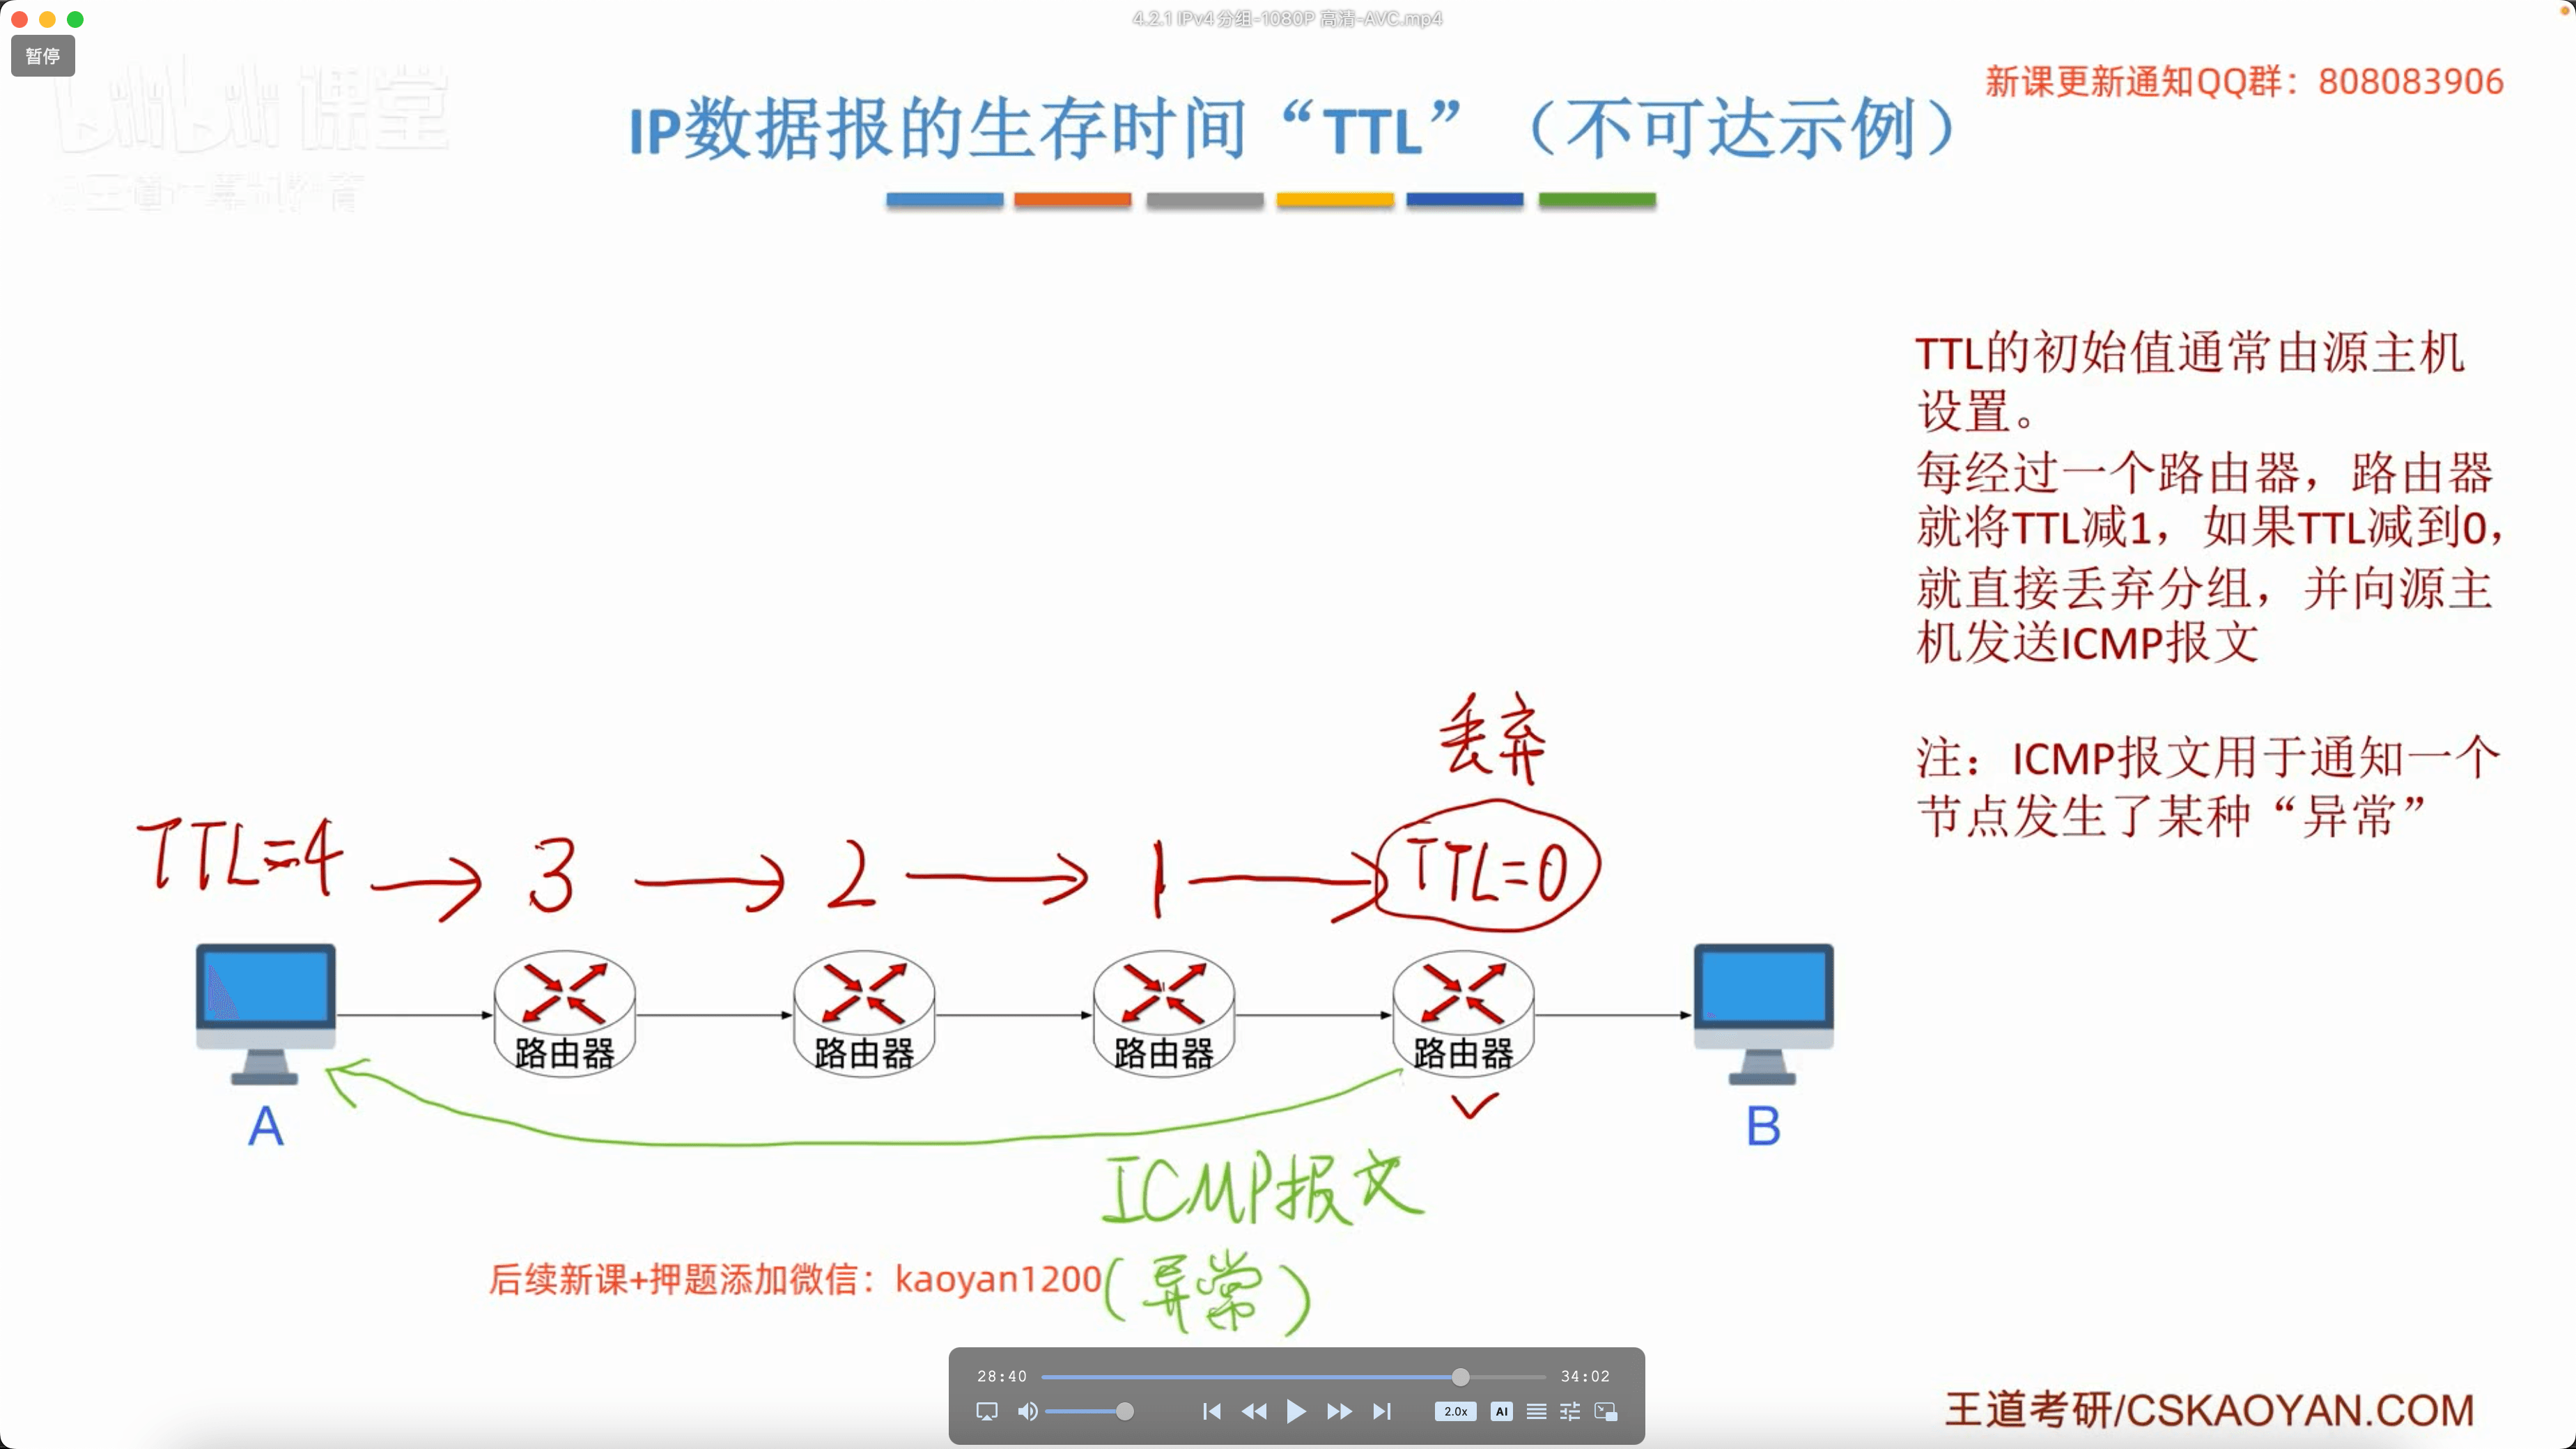 4.2.1 IPv4 分组-1080P 高清-AVC.mp4
暂停
bilibili 课堂
新课更新通知QQ群：808083906
IP数据报的生存时间“TTL”（不可达示例）
TTL的初始值通常由源主机
设置。
每经过一个路由器，路由器
就将TTL减1，如果TTL减到0，
就直接丢弃分组，并向源主
机发送ICMP报文
注：ICMP报文用于通知一个
节点发生了某种“异常”
丢弃
TTL=4 → 3 → 2 → 1 → TTL=0
路由器 路由器 路由器 路由器
A B
ICMP报文
(异常)
后续新课+押题添加微信：kaoyan1200
28:40 34:02
2.0x AI
王道考研/CSKAOYAN.COM